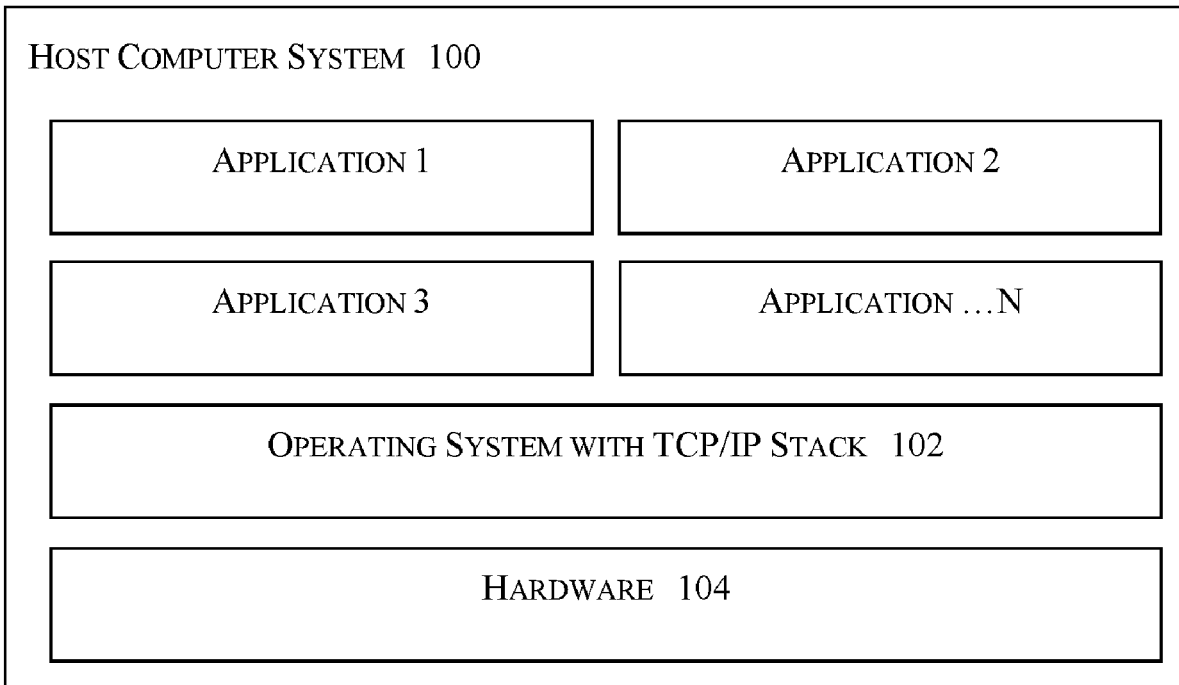 HOST COMPUTER SYSTEM 100
APPLICATION 1
APPLICATION 2
APPLICATION 3
APPLICATION ...N
OPERATING SYSTEM WITH TCP/IP STACK 102
HARDWARE 104